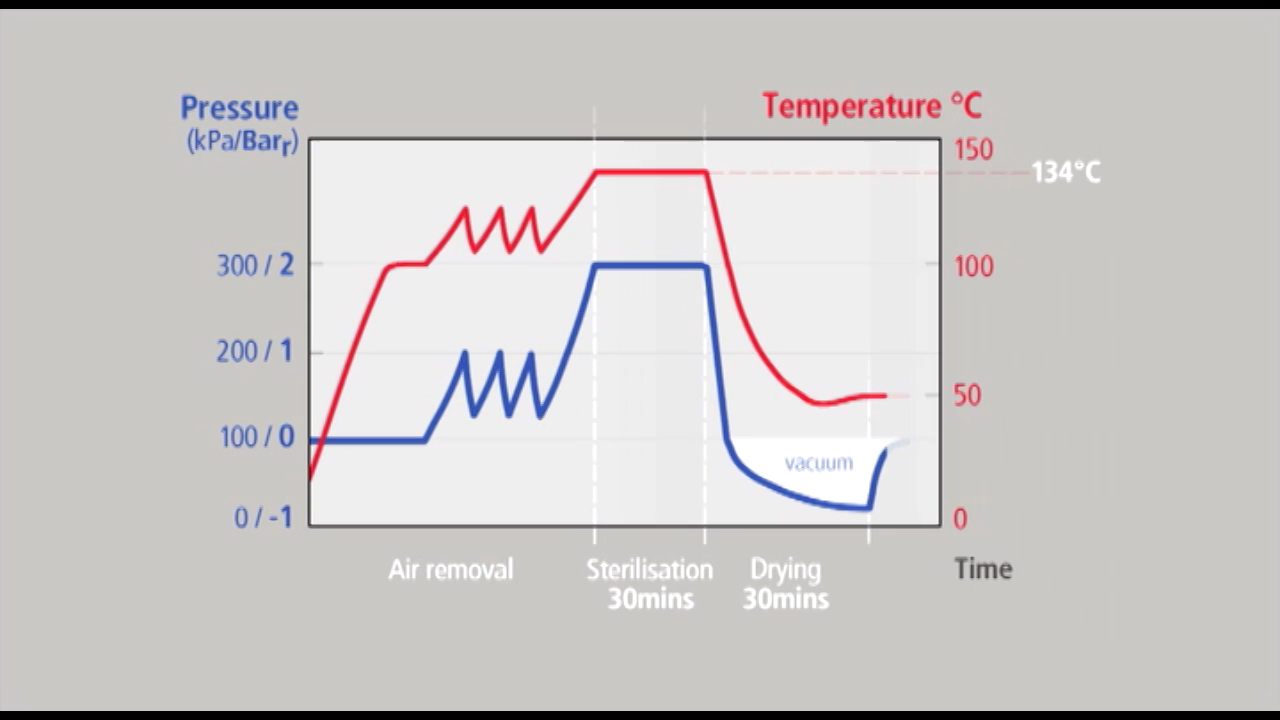 Pressure
(kPa/Barr)
Temperature °C
150
134°C
300 / 2
100
200 / 1
50
100 / 0
vacuum
0 / -1
0
Air removal
Sterilisation
30mins
Drying
30mins
Time